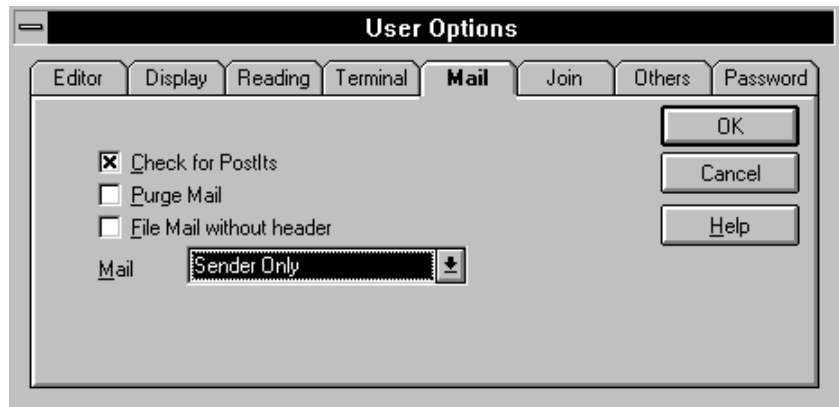 User Options
Editor Display Reading Terminal Mail Join Others Password
OK
Check for PostIts
Cancel
Purge Mail
File Mail without header
Help
Mail Sender Only